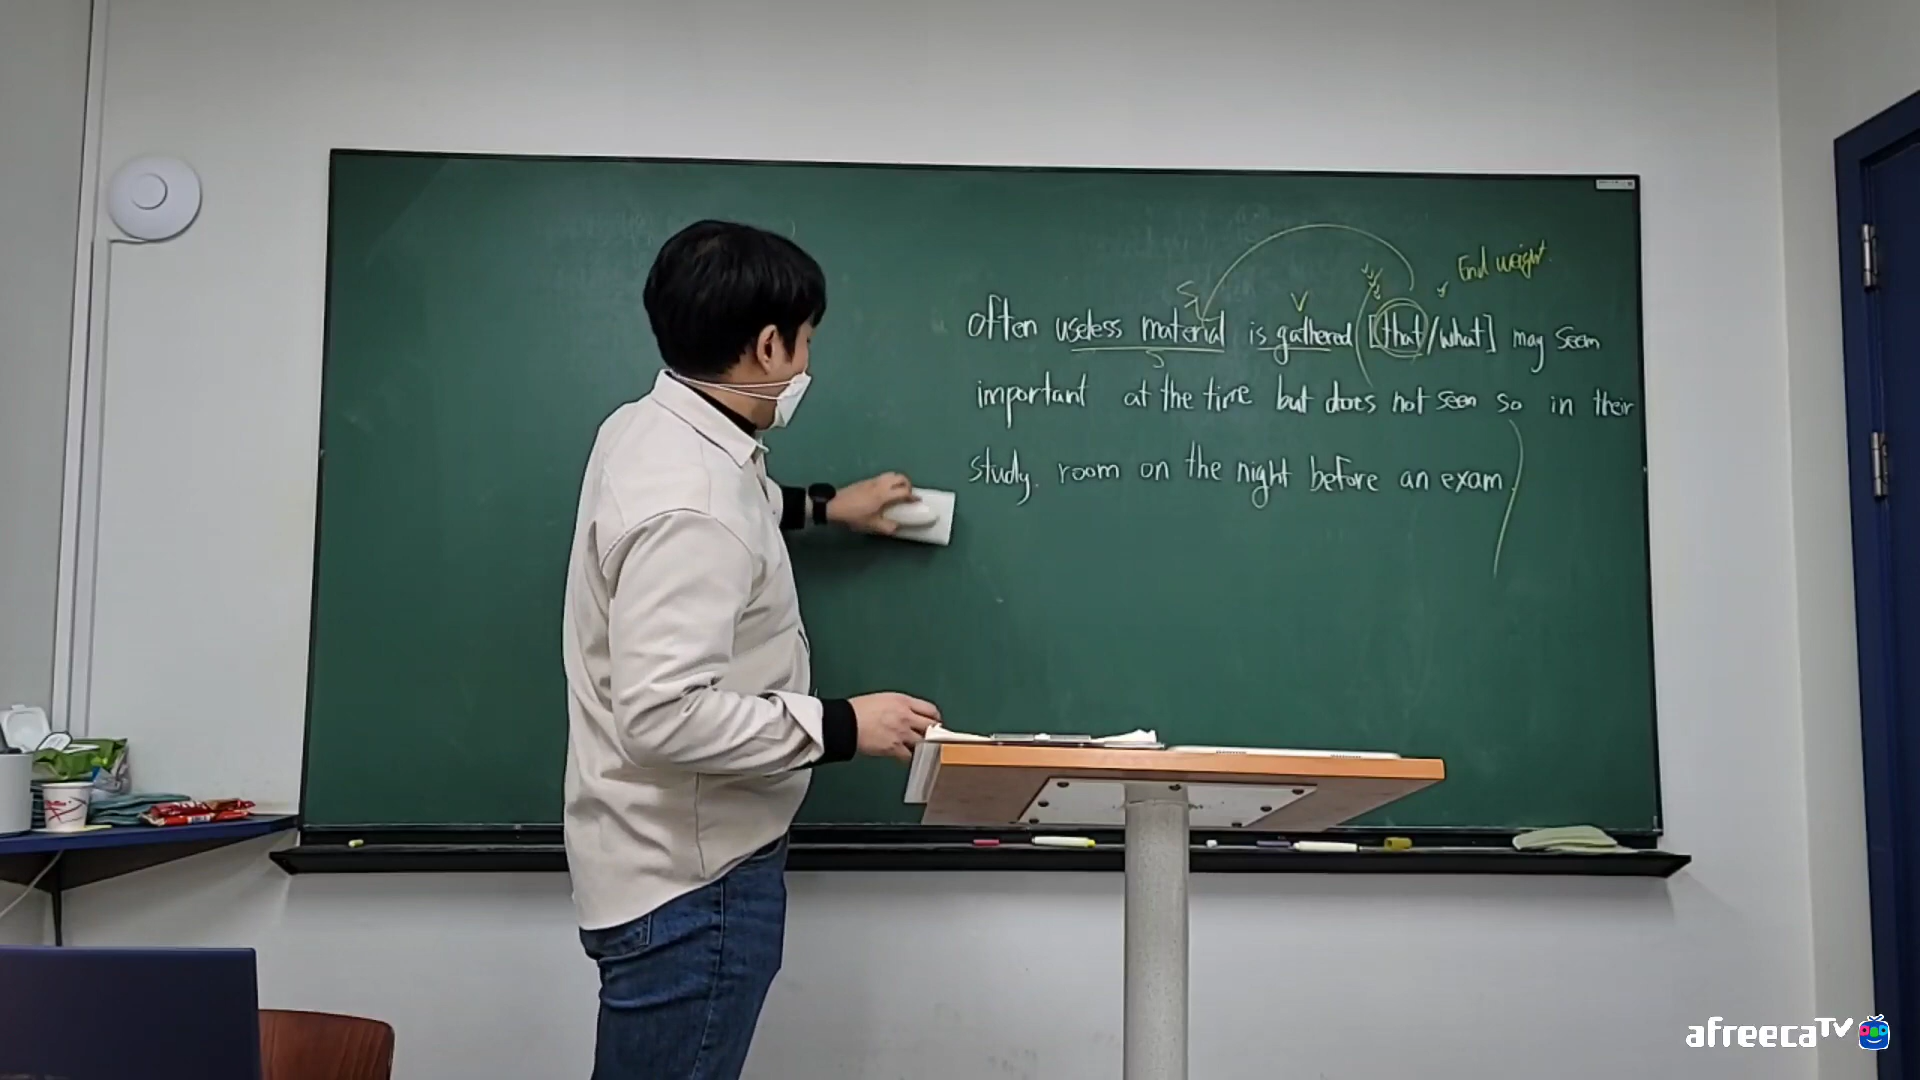 End weight.
S V
Often useless material is gathered [that/what] may seem
important at the time but does not seen so in their
study room on the night before an exam.
afreecaTV